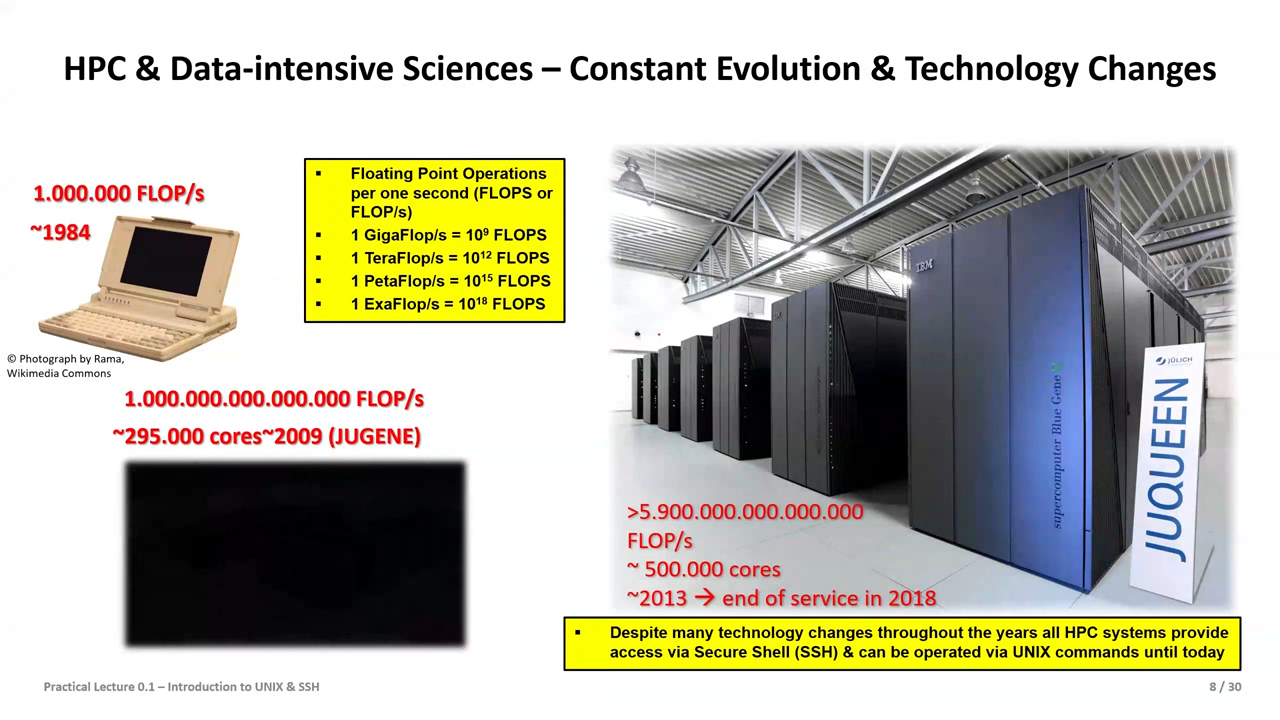 HPC & Data-intensive Sciences – Constant Evolution & Technology Changes
1.000.000 FLOP/s
~1984
© Photograph by Rama,
Wikimedia Commons
▪ Floating Point Operations
per one second (FLOPS or
FLOP/s)
▪ 1 GigaFlop/s = 10⁹ FLOPS
▪ 1 TeraFlop/s = 10¹² FLOPS
▪ 1 PetaFlop/s = 10¹⁵ FLOPS
▪ 1 ExaFlop/s = 10¹⁸ FLOPS
1.000.000.000.000.000 FLOP/s
~295.000 cores~2009 (JUGENE)
IBM
IBM
supercomputer Blue Gene
JÜLICH
JUQUEEN
>5.900.000.000.000.000
FLOP/s
~ 500.000 cores
~2013 → end of service in 2018
▪ Despite many technology changes throughout the years all HPC systems provide
access via Secure Shell (SSH) & can be operated via UNIX commands until today
Practical Lecture 0.1 – Introduction to UNIX & SSH
8 / 30